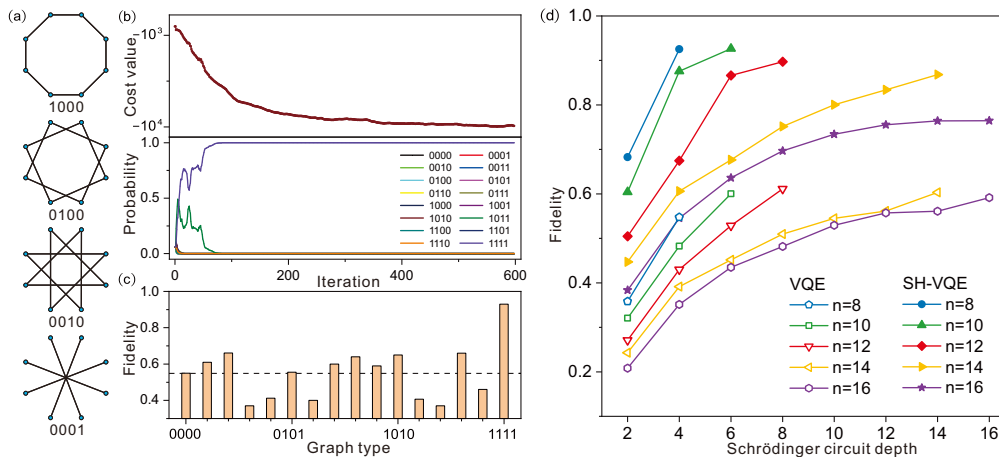 (a)
1000
0100
0010
0001
(b)
Cost value
-10³
-10⁴
Probability
1.0
0.5
0.0
0000 0001
0010 0011
0100 0101
0110 0111
1000 1001
1010 1011
1100 1101
1110 1111
0 200 400 600
Iteration
(c)
Fidelity
1.0
0.8
0.6
0.4
0000 0101 1010 1111
Graph type
(d)
Fidelity
1.0
0.8
0.6
0.4
0.2
VQE SH-VQE
n=8 n=8
n=10 n=10
n=12 n=12
n=14 n=14
n=16 n=16
2 4 6 8 10 12 14 16
Schrödinger circuit depth